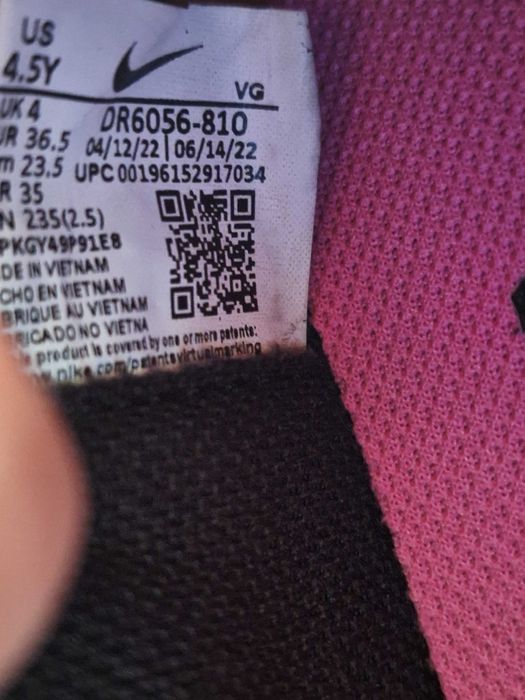 US
4.5Y
VG
UK 4
DR6056-810
UR 36.5
04/12/22 | 06/14/22
m 23.5
UPC 00196152917034
R 35
N 235(2.5)
PKGY49P91E8
DE IN VIETNAM
CHO EN VIETNAM
BRIQUE AU VIETNAM
RICADO NO VIETNA
product is covered by one or more patents:
.nike.com/patentsvirtualmarking